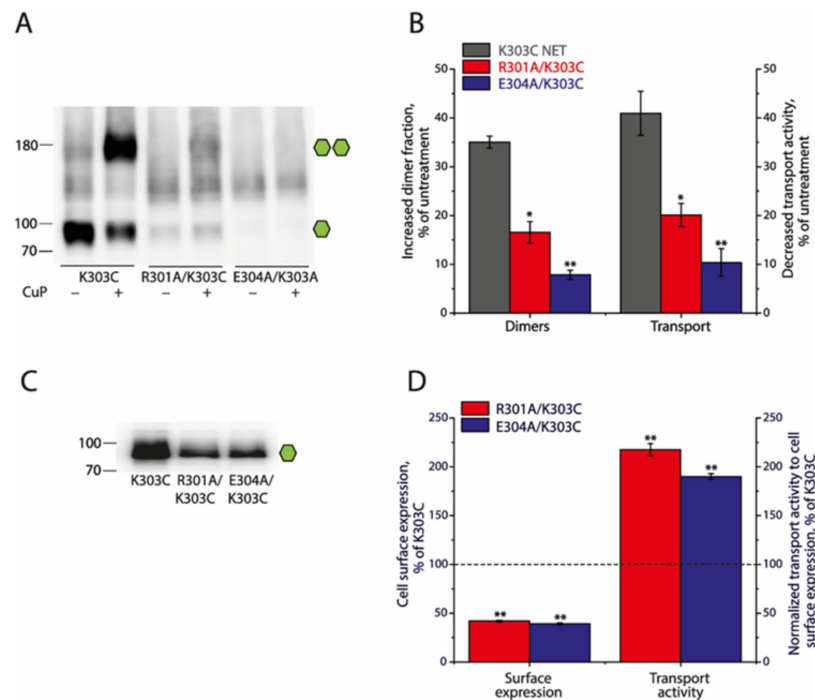 A
180
100
70
K303C R301A/K303C E304A/K303A
CuP – + – + – +
B
K303C NET
R301A/K303C
E304A/K303C
Increased dimer fraction,
% of untreatment
50
40
30
20
10
0
* ** * **
Decreased transport activity,
% of untreatment
50
40
30
20
10
0
Dimers Transport
C
100
70
K303C R301A/ E304A/
K303C K303C
D
R301A/K303C
E304A/K303C
Cell surface expression,
% of K303C
250
200
150
100
50
0
** ** ** **
Normalized transport activity to cell
surface expression, % of K303C
250
200
150
100
50
0
Surface Transport
expression activity